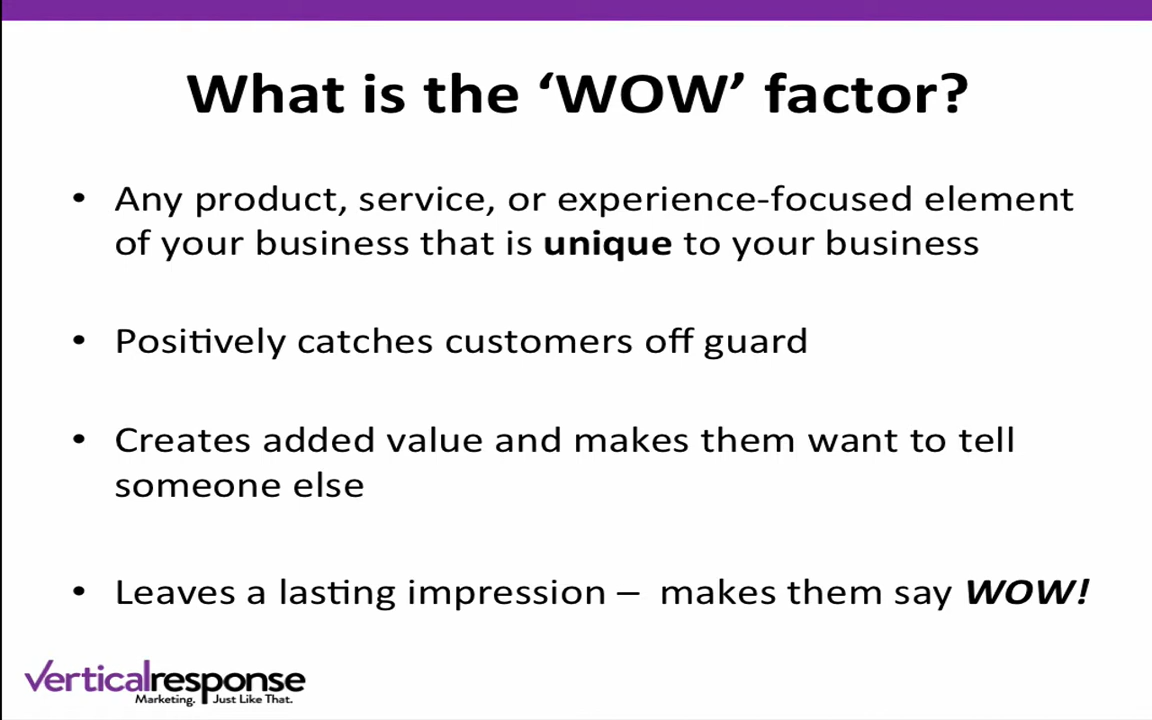 What is the ‘WOW’ factor?
• Any product, service, or experience-focused element
of your business that is unique to your business
• Positively catches customers off guard
• Creates added value and makes them want to tell
someone else
• Leaves a lasting impression – makes them say WOW!
verticalresponse
Marketing. Just Like That.